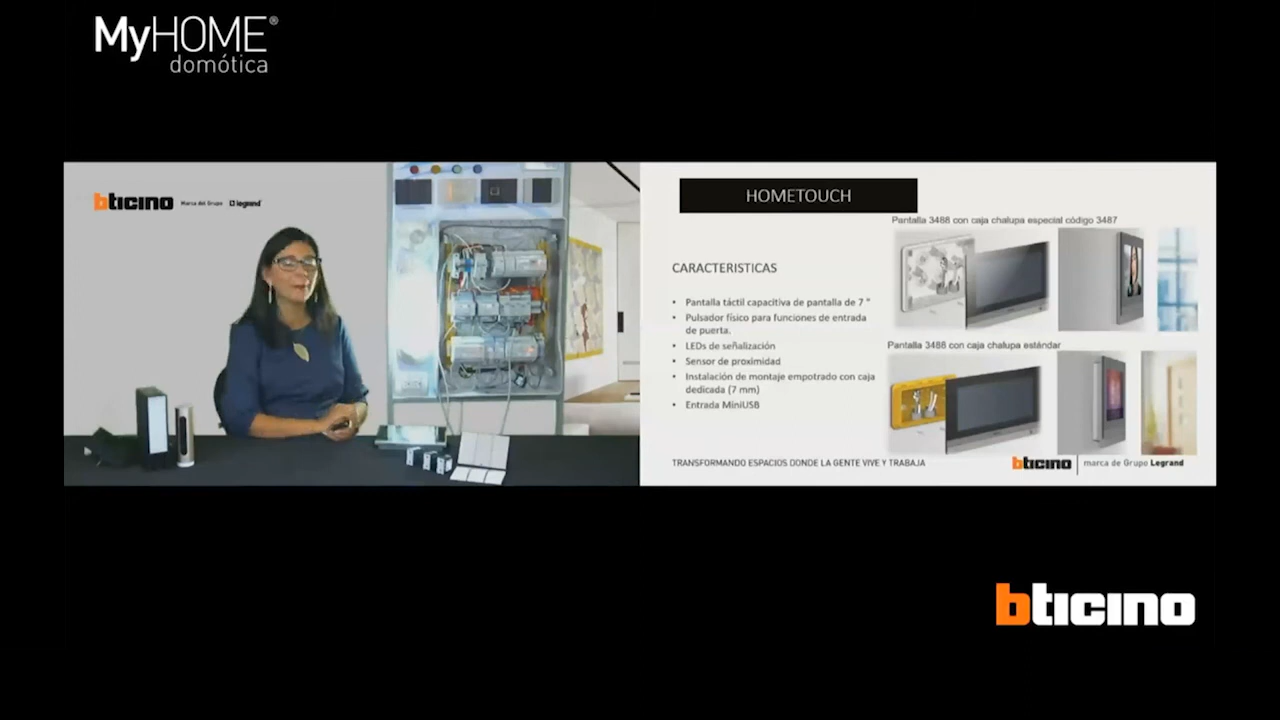 MyHOME®
domótica
bticino Marca del Grupo legrand
HOMETOUCH
Pantalla 3488 con caja chalupa especial código 3487
CARACTERISTICAS
• Pantalla táctil capacitiva de pantalla de 7 "
• Pulsador físico para funciones de entrada
de puerta.
• LEDs de señalización
• Sensor de proximidad
• Instalación de montaje empotrado con caja
dedicada (7 mm)
• Entrada MiniUSB
Pantalla 3488 con caja chalupa estándar
TRANSFORMANDO ESPACIOS DONDE LA GENTE VIVE Y TRABAJA
bticino marca de Grupo Legrand
bticino